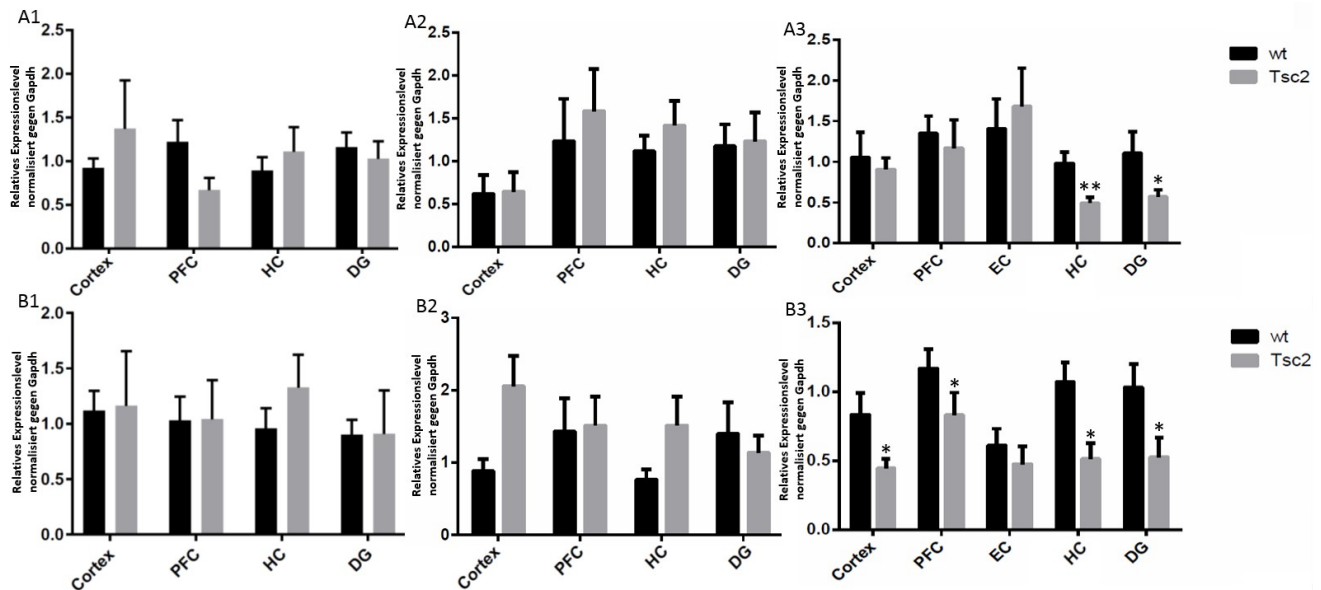 A1
Relatives Expressionslevel
normalisiert gegen Gapdh
2.5
2.0
1.5
1.0
0.5
0.0
Cortex
PFC
HC
DG
A2
Relatives Expressionslevel
normalisiert gegen Gapdh
2.5
2.0
1.5
1.0
0.5
0.0
Cortex
PFC
HC
DG
A3
Relatives Expressionslevel
normalisiert gegen Gapdh
2.5
2.0
1.5
1.0
0.5
0.0
**
*
Cortex
PFC
EC
HC
DG
wt
Tsc2
B1
Relatives Expressionslevel
normalisiert gegen Gapdh
2.0
1.5
1.0
0.5
0.0
Cortex
PFC
HC
DG
B2
Relatives Expressionslevel
normalisiert gegen Gapdh
3
2
1
0
Cortex
PFC
HC
DG
B3
Relatives Expressionslevel
normalisiert gegen Gapdh
1.5
1.0
0.5
0.0
*
*
*
*
Cortex
PFC
EC
HC
DG
wt
Tsc2